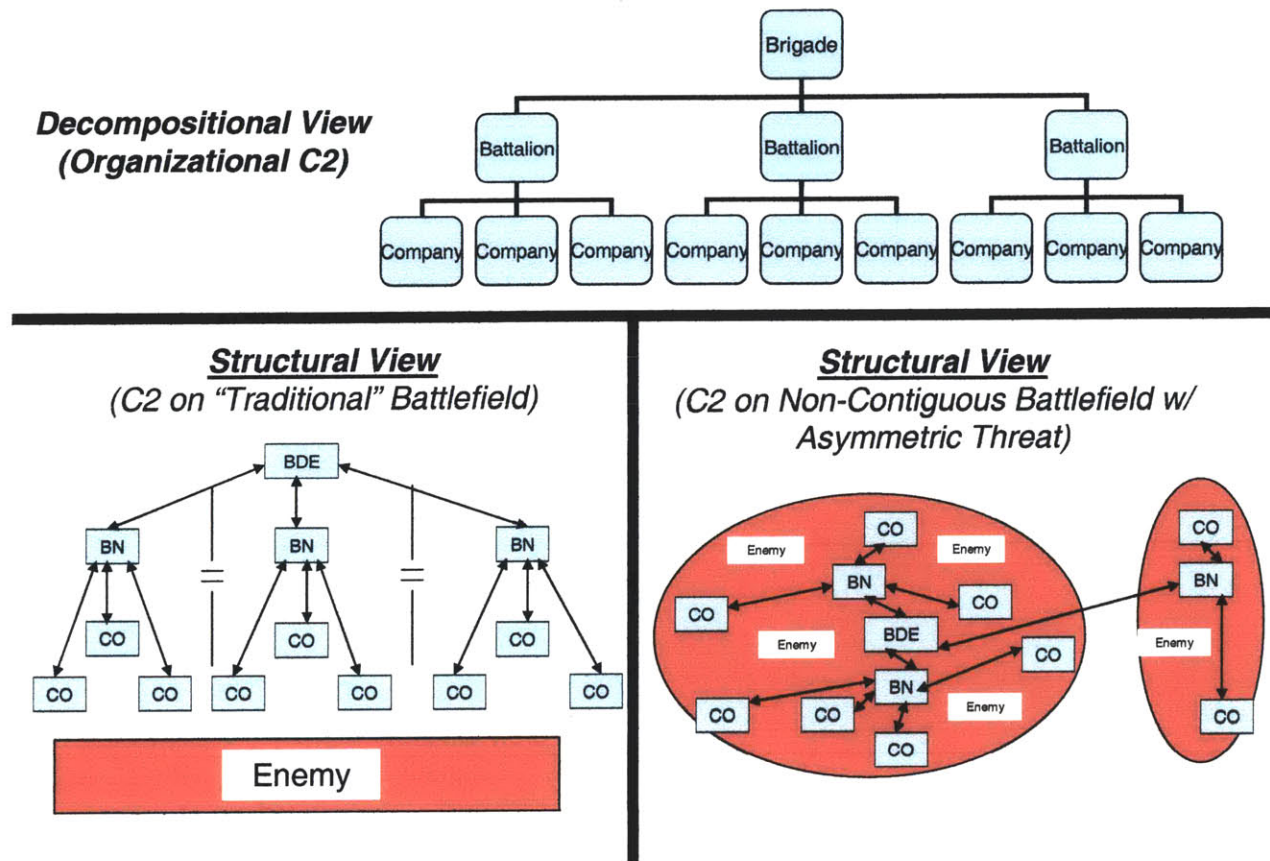 Brigade
Decompositional View
(Organizational C2)
Battalion
Battalion
Battalion
Company
Company
Company
Company
Company
Company
Company
Company
Company
Structural View
(C2 on “Traditional” Battlefield)
BDE
BN
BN
BN
CO
CO
CO
CO
CO
CO
CO
CO
CO
Enemy
Structural View
(C2 on Non-Contiguous Battlefield w/
Asymmetric Threat)
CO
Enemy
Enemy
BN
CO
CO
BDE
Enemy
CO
BN
CO
CO
Enemy
CO
CO
BN
Enemy
CO